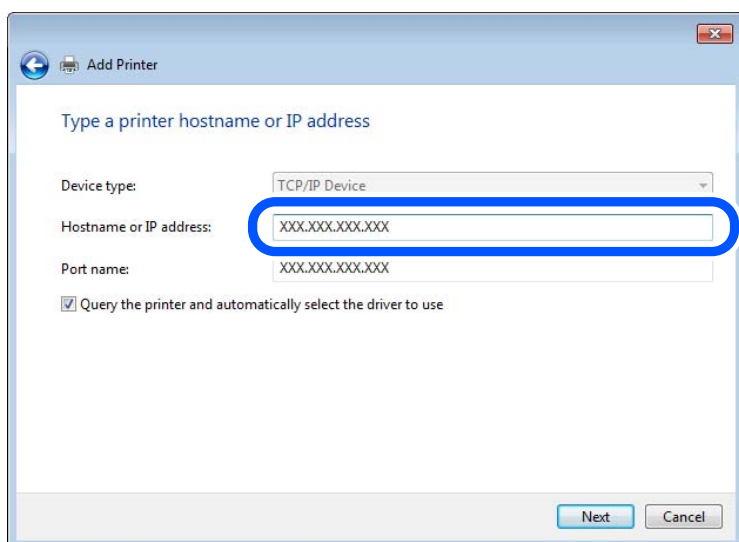 Add Printer
Type a printer hostname or IP address
Device type: TCP/IP Device
Hostname or IP address: XXX.XXX.XXX.XXX
Port name: XXX.XXX.XXX.XXX
Query the printer and automatically select the driver to use
Next Cancel